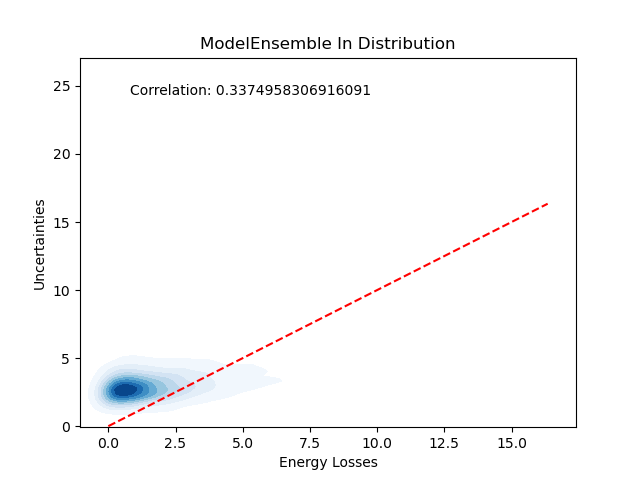 ModelEnsemble In Distribution
Correlation: 0.3374958306916091
25
20
15
10
5
0
Uncertainties
0.0 2.5 5.0 7.5 10.0 12.5 15.0
Energy Losses